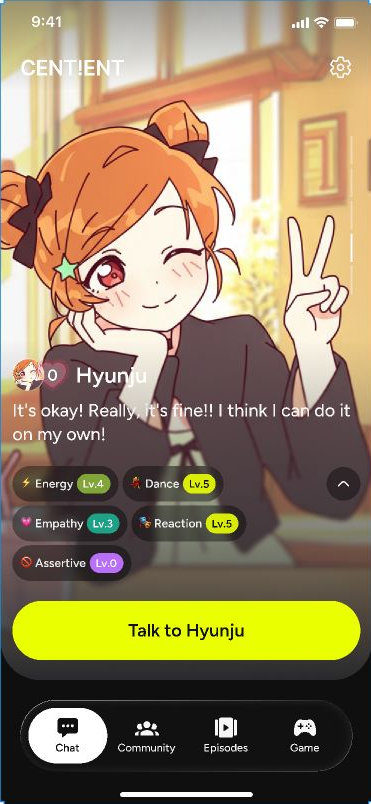 9:41
CENT!ENT
0 Hyunju
It's okay! Really, it's fine!! I think I can do it
on my own!
Energy Lv.4 Dance Lv.5
Empathy Lv.3 Reaction Lv.5
Assertive Lv.0
Talk to Hyunju
Chat Community Episodes Game